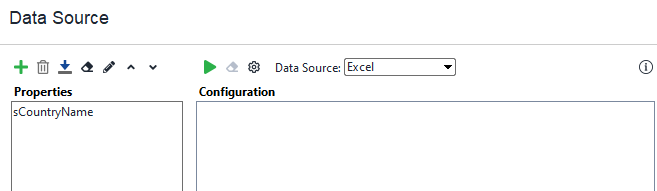 Data Source
Data Source: Excel
Properties
Configuration
sCountryName